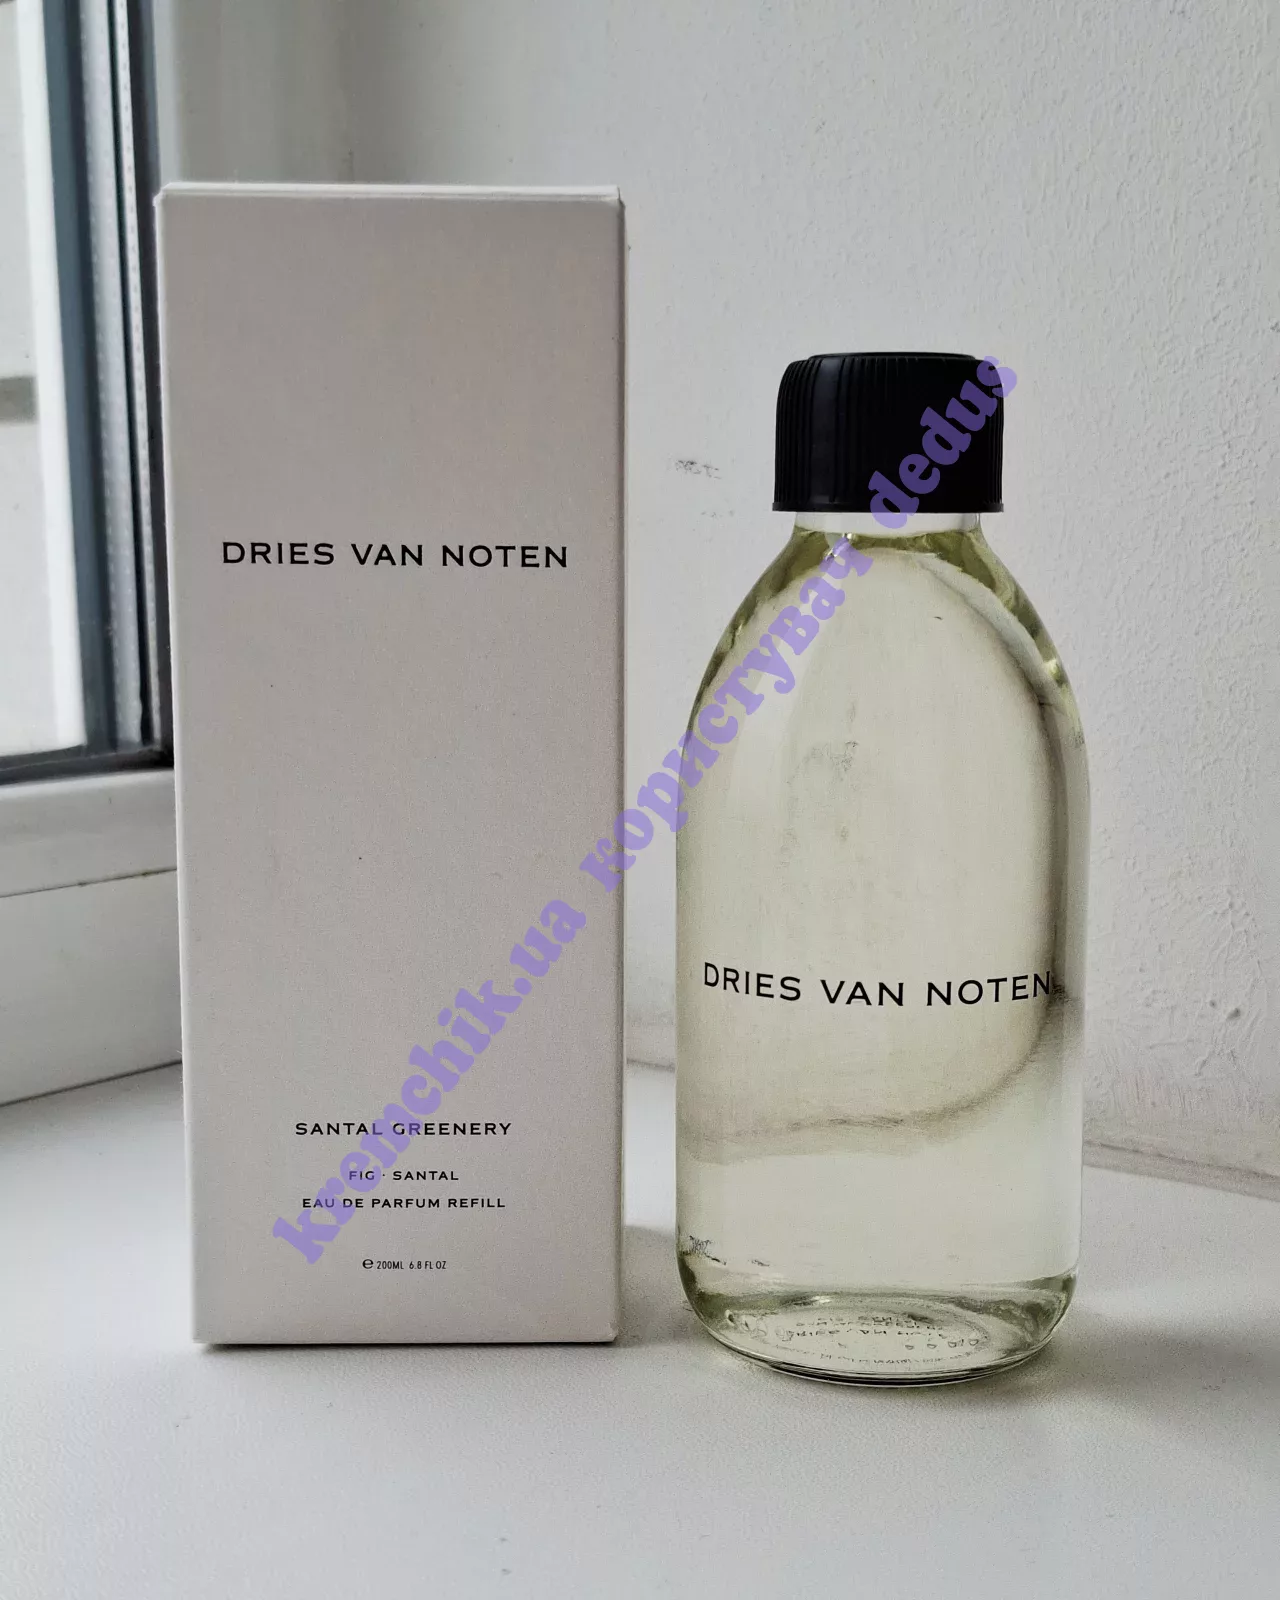 DRIES VAN NOTEN
SANTAL GREENERY
FIG · SANTAL
EAU DE PARFUM REFILL
℮ 200ML 6.8 FL OZ
DRIES VAN NOTEN
kremchik.ua користувач dedus